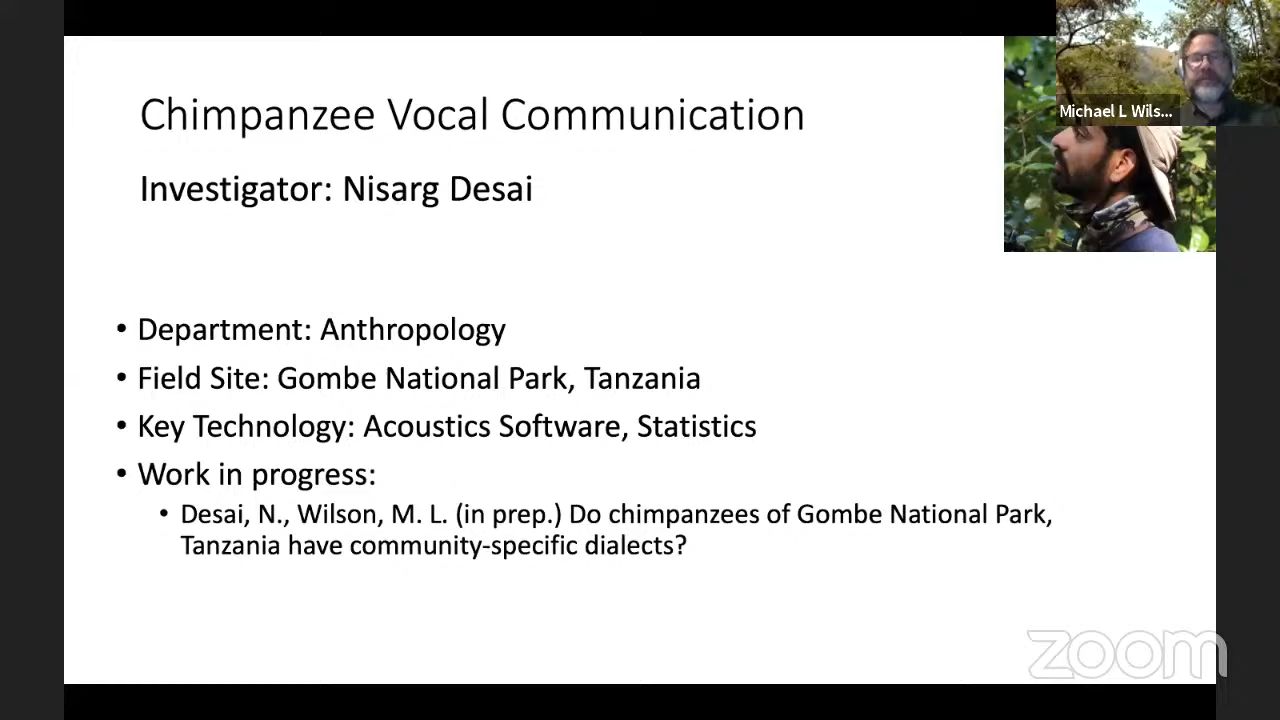 Chimpanzee Vocal Communication
Michael L Wils...
Investigator: Nisarg Desai
• Department: Anthropology
• Field Site: Gombe National Park, Tanzania
• Key Technology: Acoustics Software, Statistics
• Work in progress:
• Desai, N., Wilson, M. L. (in prep.) Do chimpanzees of Gombe National Park,
Tanzania have community-specific dialects?
zoom